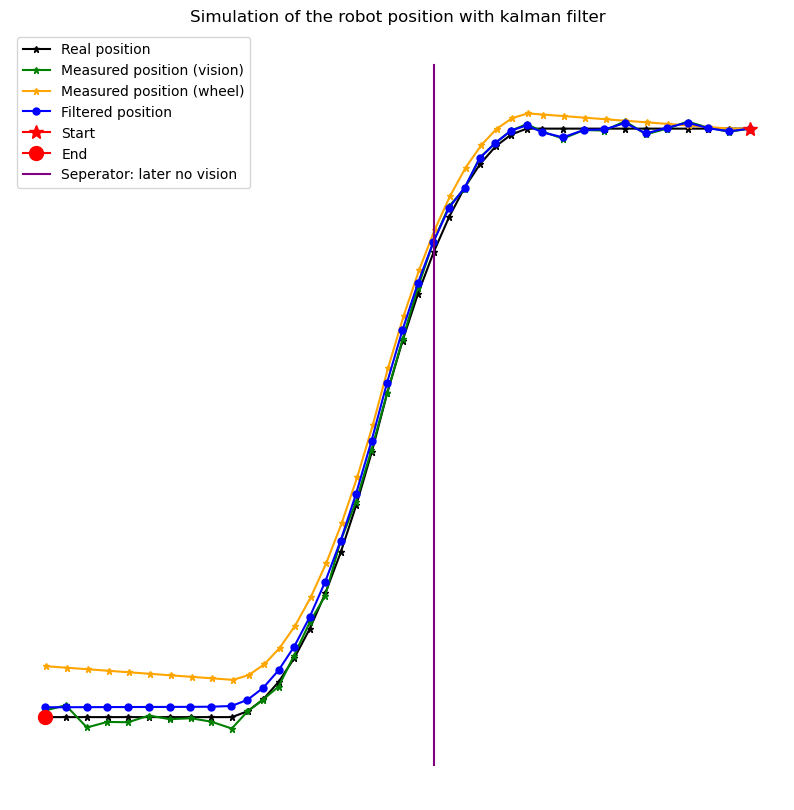 Simulation of the robot position with kalman filter
Real position
Measured position (vision)
Measured position (wheel)
Filtered position
Start
End
Seperator: later no vision